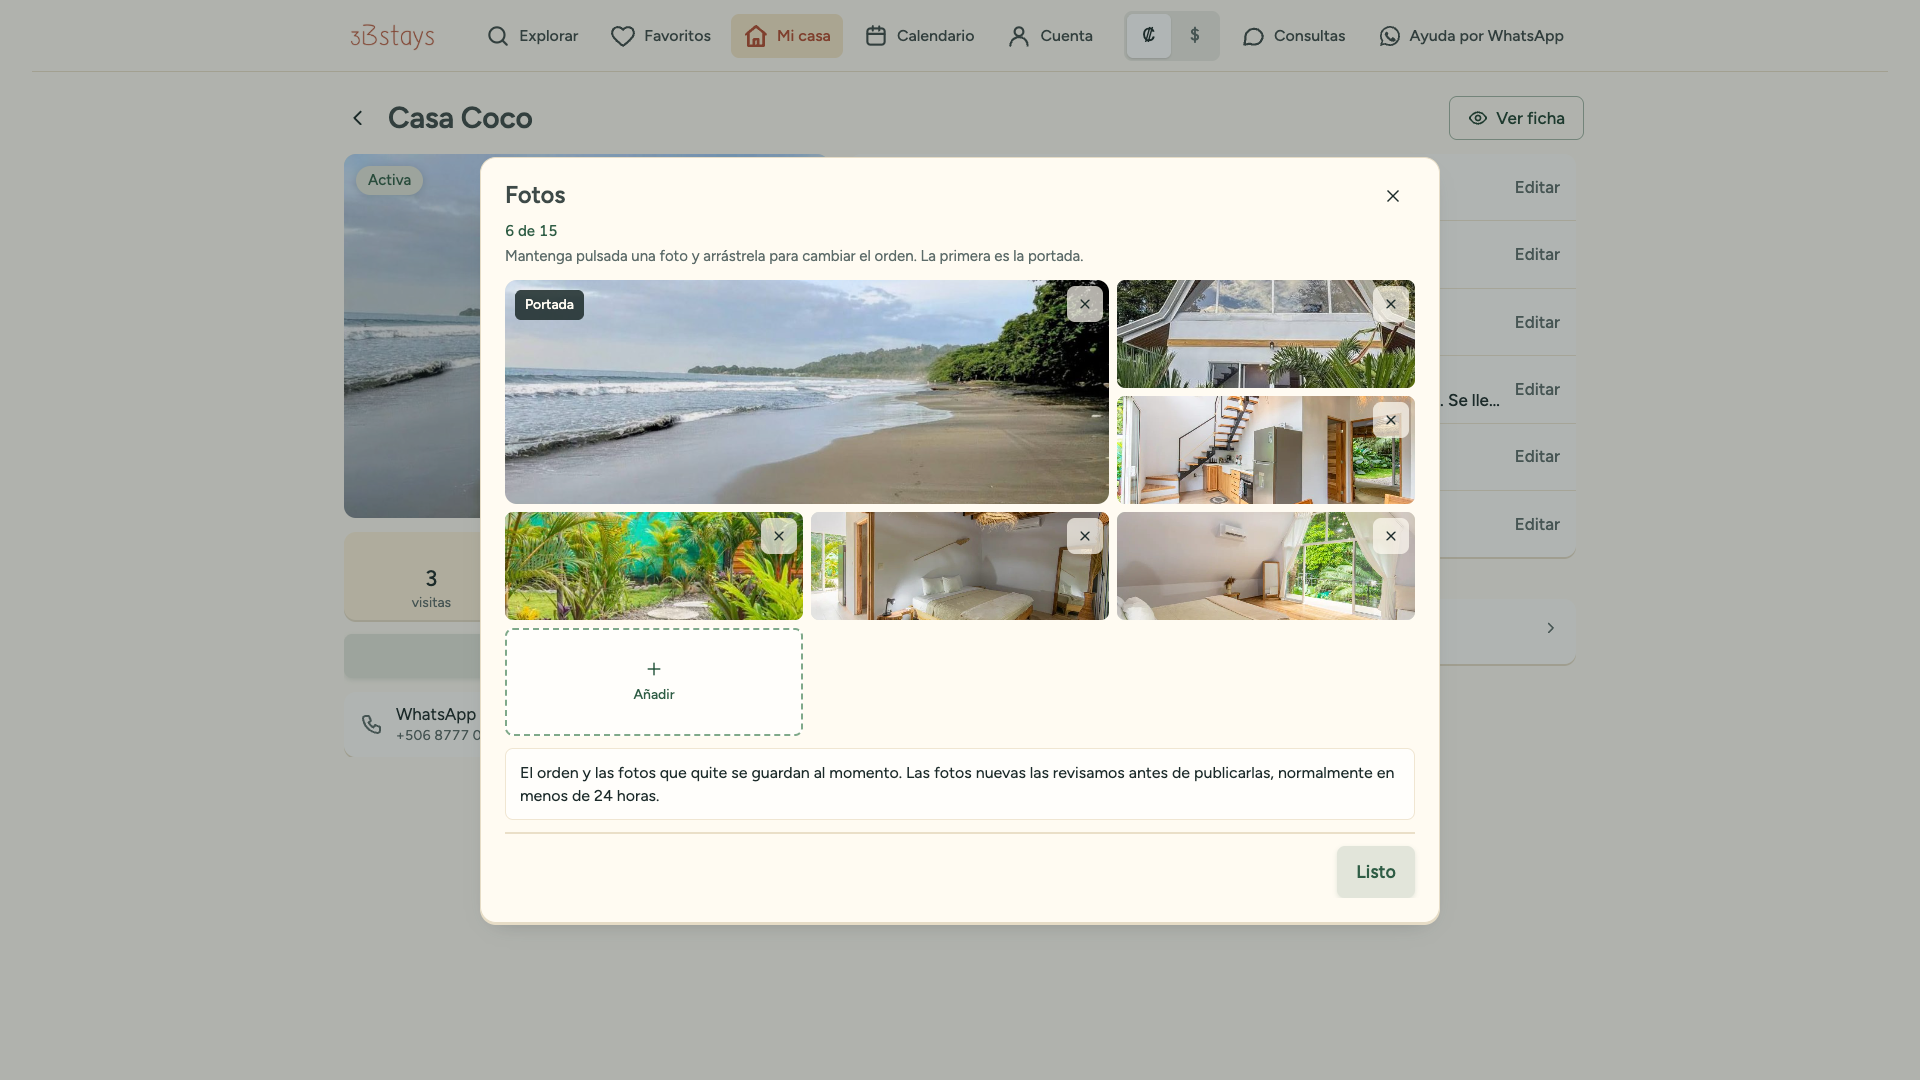 3Bstays
Explorar
Favoritos
Mi casa
Calendario
Cuenta
₡
$
Consultas
Ayuda por WhatsApp
Casa Coco
Ver ficha
Activa
Fotos
6 de 15
Mantenga pulsada una foto y arrástrela para cambiar el orden. La primera es la portada.
Portada
Editar
Editar
Editar
. Se lle...
Editar
Editar
Editar
3
visitas
Añadir
WhatsApp
+506 8777 0
El orden y las fotos que quite se guardan al momento. Las fotos nuevas las revisamos antes de publicarlas, normalmente en
menos de 24 horas.
Listo